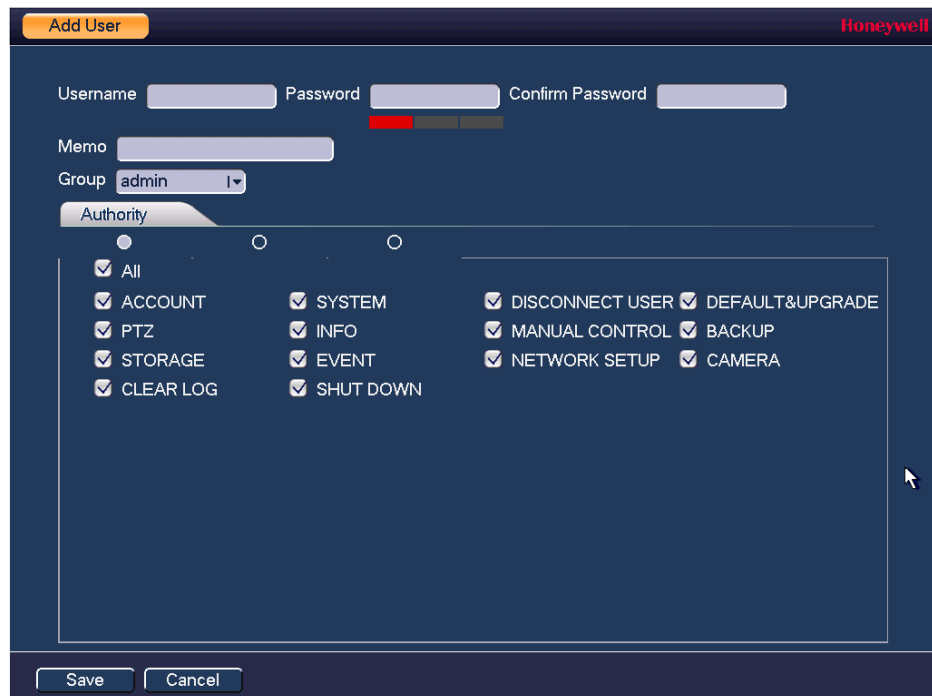 Add User Honeywell
Username Password Confirm Password
Memo
Group admin
Authority
All
ACCOUNT SYSTEM DISCONNECT USER DEFAULT&UPGRADE
PTZ INFO MANUAL CONTROL BACKUP
STORAGE EVENT NETWORK SETUP CAMERA
CLEAR LOG SHUT DOWN
Save Cancel